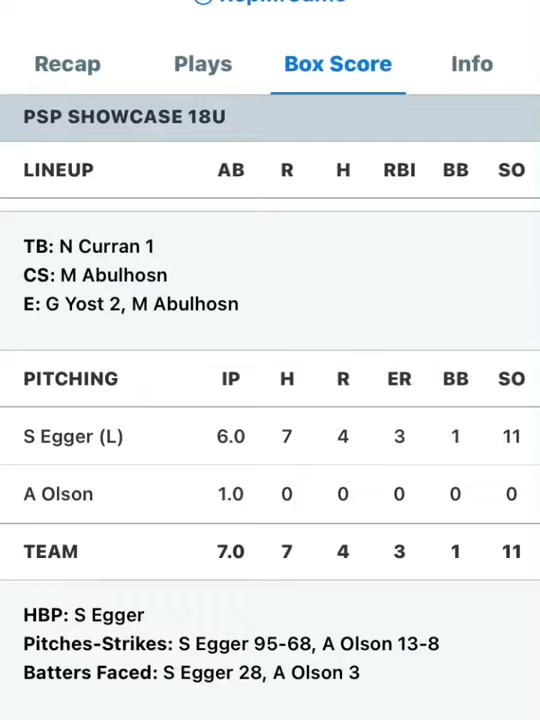 Recap Plays Box Score Info
PSP SHOWCASE 18U
LINEUP AB R H RBI BB SO
TB: N Curran 1
CS: M Abulhosn
E: G Yost 2, M Abulhosn
PITCHING IP H R ER BB SO
S Egger (L) 6.0 7 4 3 1 11
A Olson 1.0 0 0 0 0 0
TEAM 7.0 7 4 3 1 11
HBP: S Egger
Pitches-Strikes: S Egger 95-68, A Olson 13-8
Batters Faced: S Egger 28, A Olson 3